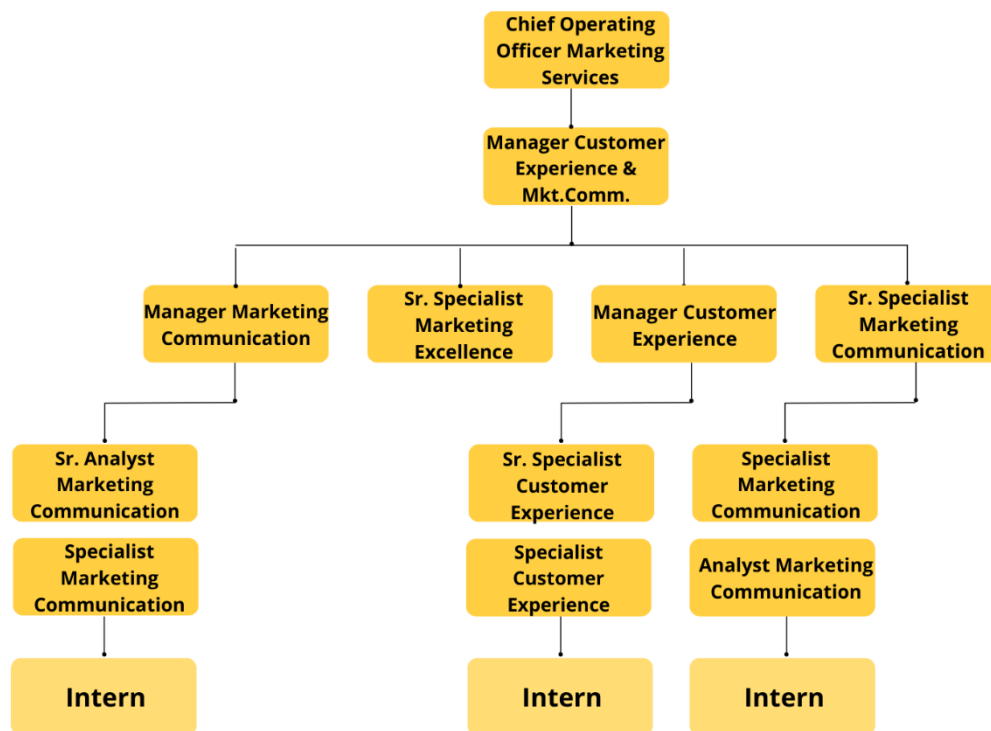 Chief Operating
Officer Marketing
Services
Manager Customer
Experience &
Mkt.Comm.
Manager Marketing
Communication
Sr. Specialist
Marketing
Excellence
Manager Customer
Experience
Sr. Specialist
Marketing
Communication
Sr. Analyst
Marketing
Communication
Sr. Specialist
Customer
Experience
Specialist
Marketing
Communication
Specialist
Marketing
Communication
Specialist
Customer
Experience
Analyst Marketing
Communication
Intern
Intern
Intern